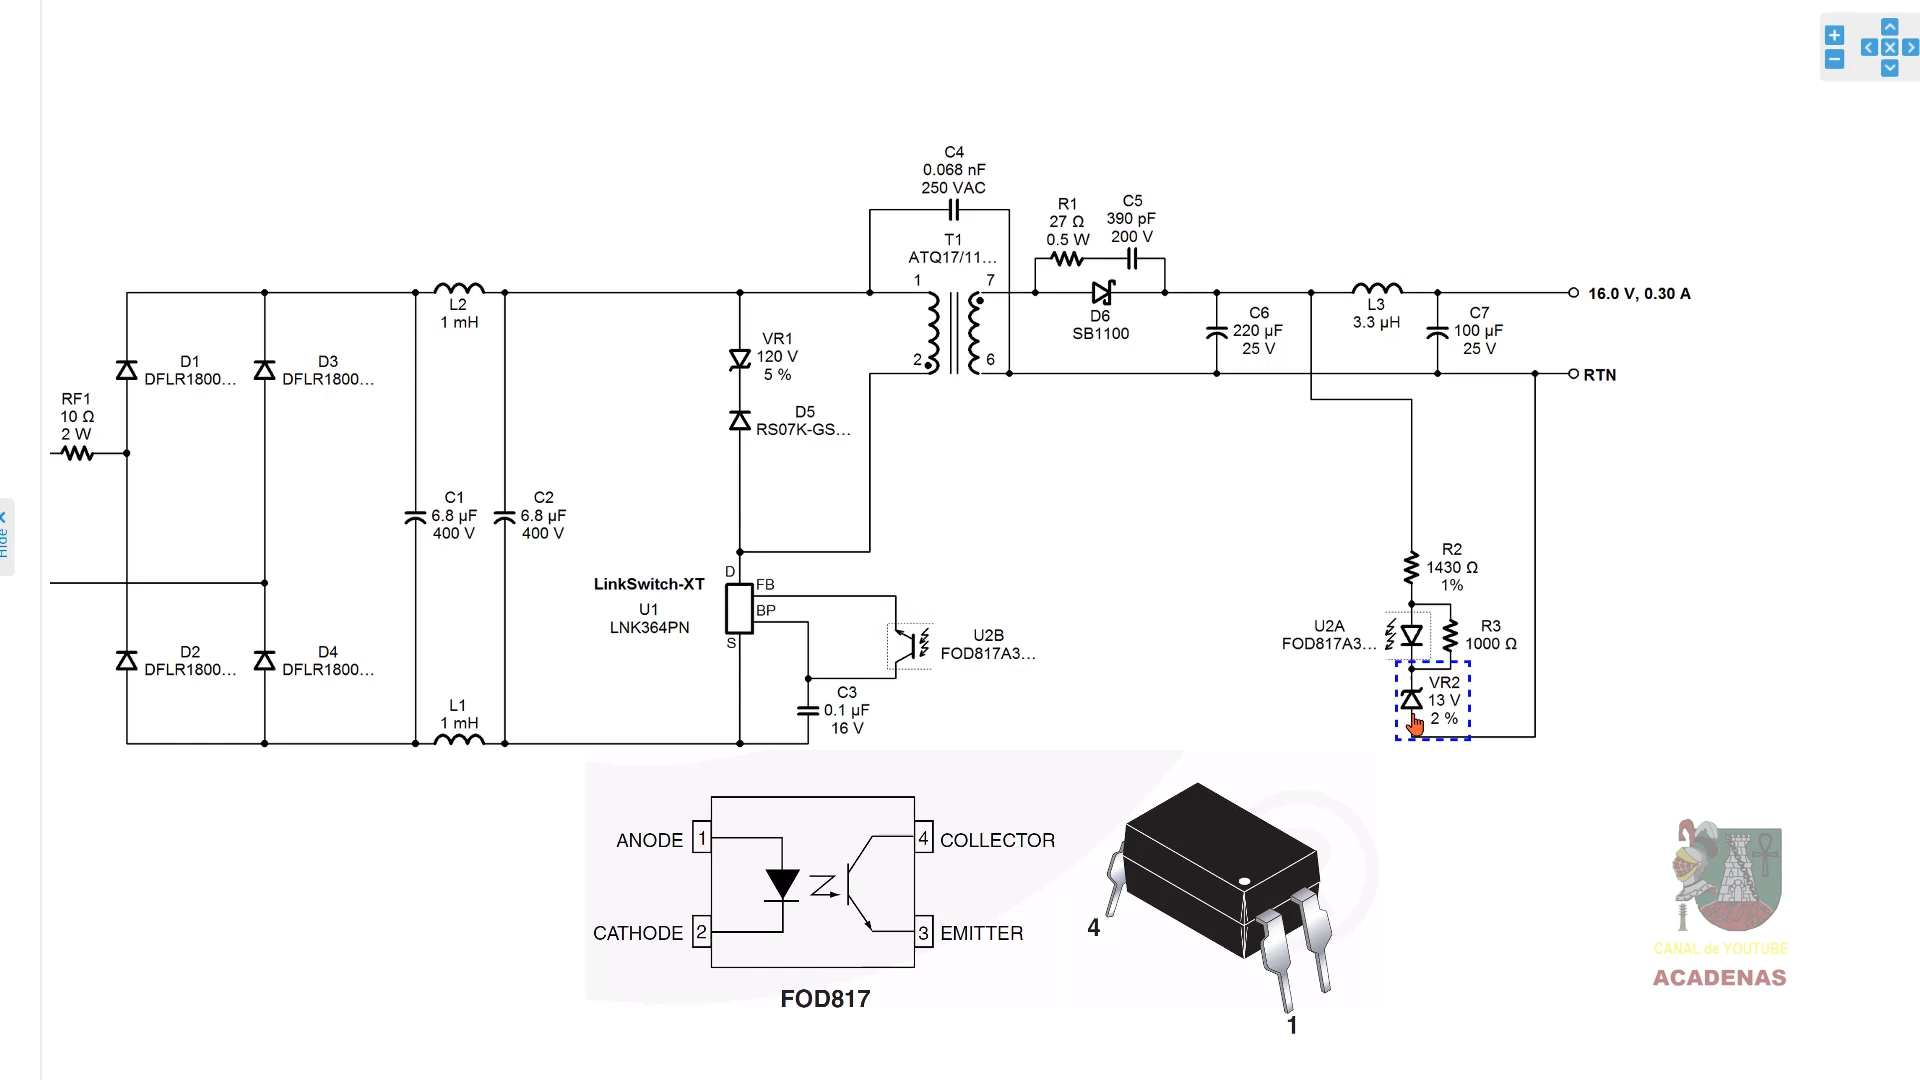 C4
0.068 nF
250 VAC
R1
27 Ω
0.5 W
C5
390 pF
200 V
T1
ATQ17/11...
1
7
2
6
D6
SB1100
L2
1 mH
L3
3.3 µH
16.0 V, 0.30 A
C6
220 µF
25 V
C7
100 µF
25 V
RTN
VR1
120 V
5 %
D1
DFLR1800...
D3
DFLR1800...
RF1
10 Ω
2 W
D5
RS07K-GS...
C1
6.8 µF
400 V
C2
6.8 µF
400 V
Hide
R2
1430 Ω
1%
D
LinkSwitch-XT
U1
LNK364PN
FB
BP
S
U2B
FOD817A3...
U2A
FOD817A3...
R3
1000 Ω
D2
DFLR1800...
D4
DFLR1800...
VR2
13 V
2 %
L1
1 mH
C3
0.1 µF
16 V
ANODE 1
4 COLLECTOR
CATHODE 2
3 EMITTER
FOD817
4
1
CANAL de YOUTUBE
ACADENAS